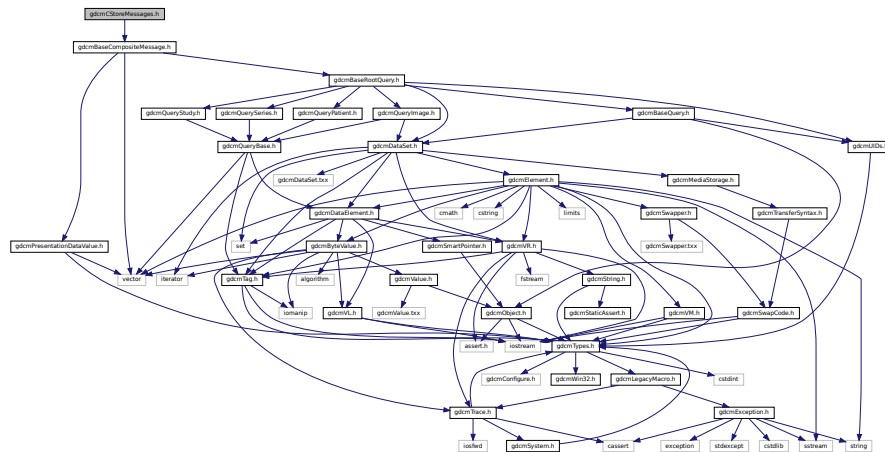 gdcmCStoreMessages.h
gdcmBaseCompositeMessage.h
gdcmBaseRootQuery.h
gdcmQueryStudy.h
gdcmQuerySeries.h
gdcmQueryPatient.h
gdcmQueryImage.h
gdcmBaseQuery.h
gdcmQueryBase.h
gdcmDataSet.h
gdcmUIDs.h
gdcmDataSet.txx
gdcmElement.h
gdcmMediaStorage.h
gdcmDataElement.h
cmath
cstring
limits
gdcmSwapper.h
gdcmTransferSyntax.h
gdcmPresentationDataValue.h
set
gdcmByteValue.h
gdcmSmartPointer.h
gdcmVR.h
gdcmSwapper.txx
vector
iterator
gdcmTag.h
algorithm
gdcmValue.h
fstream
gdcmString.h
iomanip
gdcmVL.h
gdcmValue.txx
gdcmObject.h
gdcmStaticAssert.h
gdcmVM.h
gdcmSwapCode.h
assert.h
iostream
gdcmTypes.h
gdcmConfigure.h
gdcmWin32.h
gdcmLegacyMacro.h
cstdint
gdcmTrace.h
gdcmException.h
iosfwd
gdcmSystem.h
cassert
exception
stdexcept
cstdlib
sstream
string